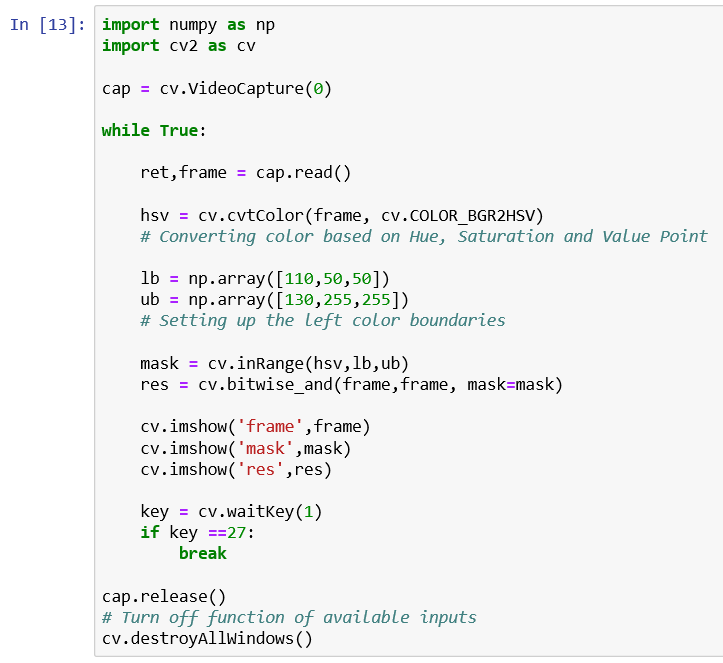 In [13]: import numpy as np
import cv2 as cv
cap = cv.VideoCapture(0)
while True:
ret,frame = cap.read()
hsv = cv.cvtColor(frame, cv.COLOR_BGR2HSV)
# Converting color based on Hue, Saturation and Value Point
lb = np.array([110,50,50])
ub = np.array([130,255,255])
# Setting up the left color boundaries
mask = cv.inRange(hsv,lb,ub)
res = cv.bitwise_and(frame,frame, mask=mask)
cv.imshow('frame',frame)
cv.imshow('mask',mask)
cv.imshow('res',res)
key = cv.waitKey(1)
if key ==27:
break
cap.release()
# Turn off function of available inputs
cv.destroyAllWindows()